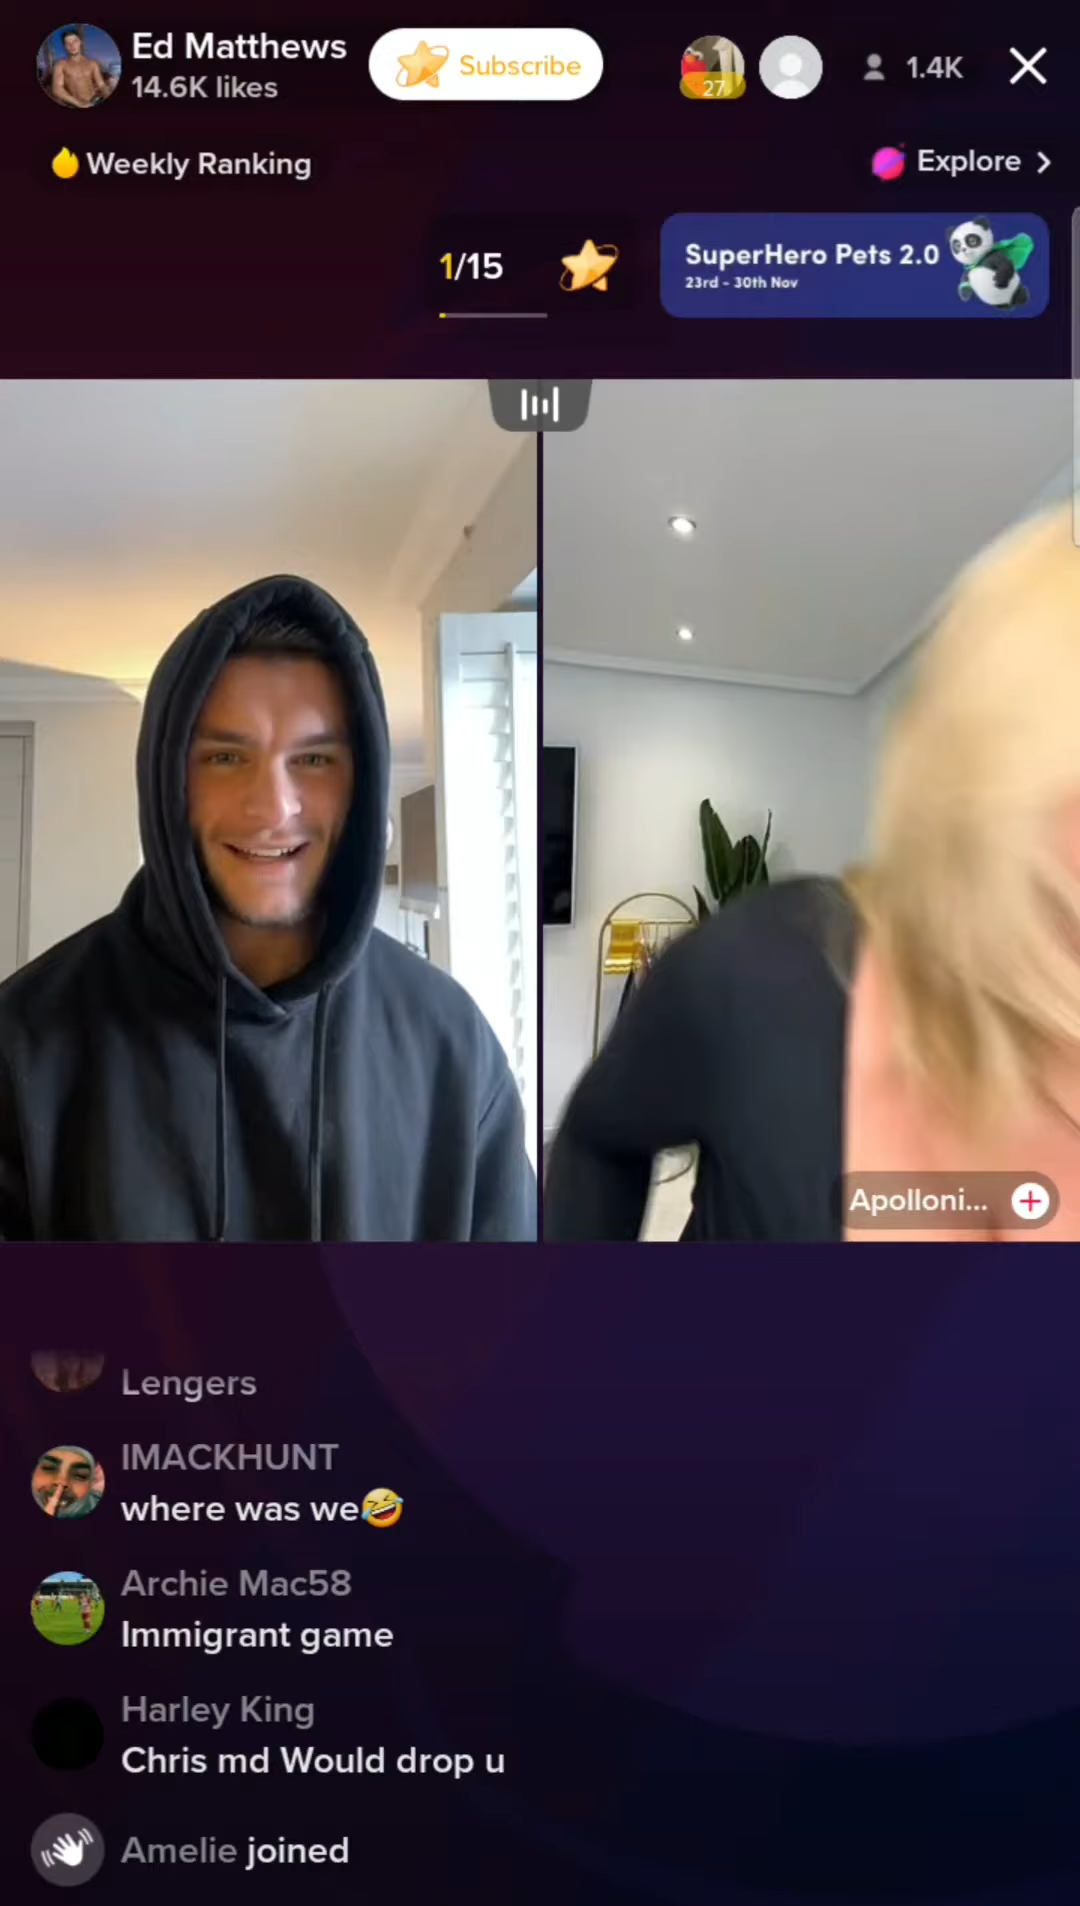 Ed Matthews
14.6K likes
Subscribe
27
1.4K
Weekly Ranking
Explore
1/15
SuperHero Pets 2.0
23rd - 30th Nov
Apolloni...
Lengers
IMACKHUNT
where was we🤣
Archie Mac58
Immigrant game
Harley King
Chris md Would drop u
Amelie joined